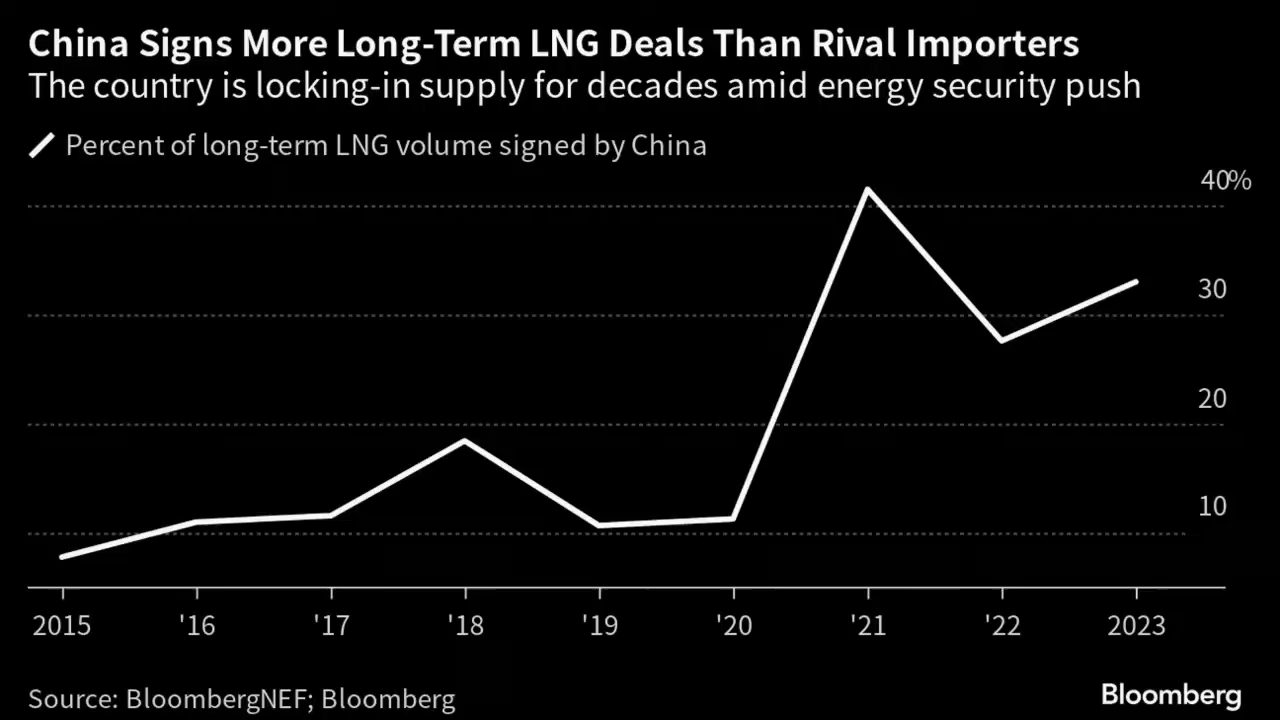 China Signs More Long-Term LNG Deals Than Rival Importers
The country is locking-in supply for decades amid energy security push
Percent of long-term LNG volume signed by China
40%
30
20
10
2015 '16 '17 '18 '19 '20 '21 '22 2023
Source: BloombergNEF; Bloomberg
Bloomberg